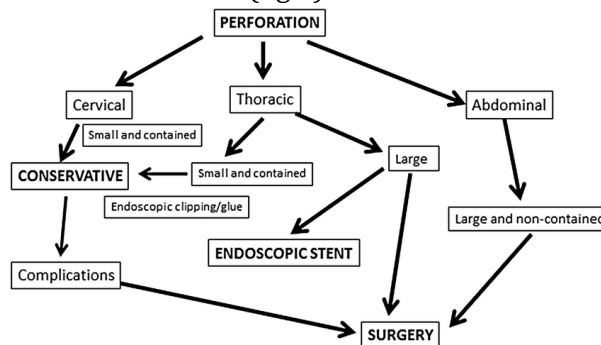 PERFORATION
Cervical
Thoracic
Abdominal
Small and contained
Large
CONSERVATIVE
Small and contained
Endoscopic clipping/glue
Large and non-contained
ENDOSCOPIC STENT
Complications
SURGERY